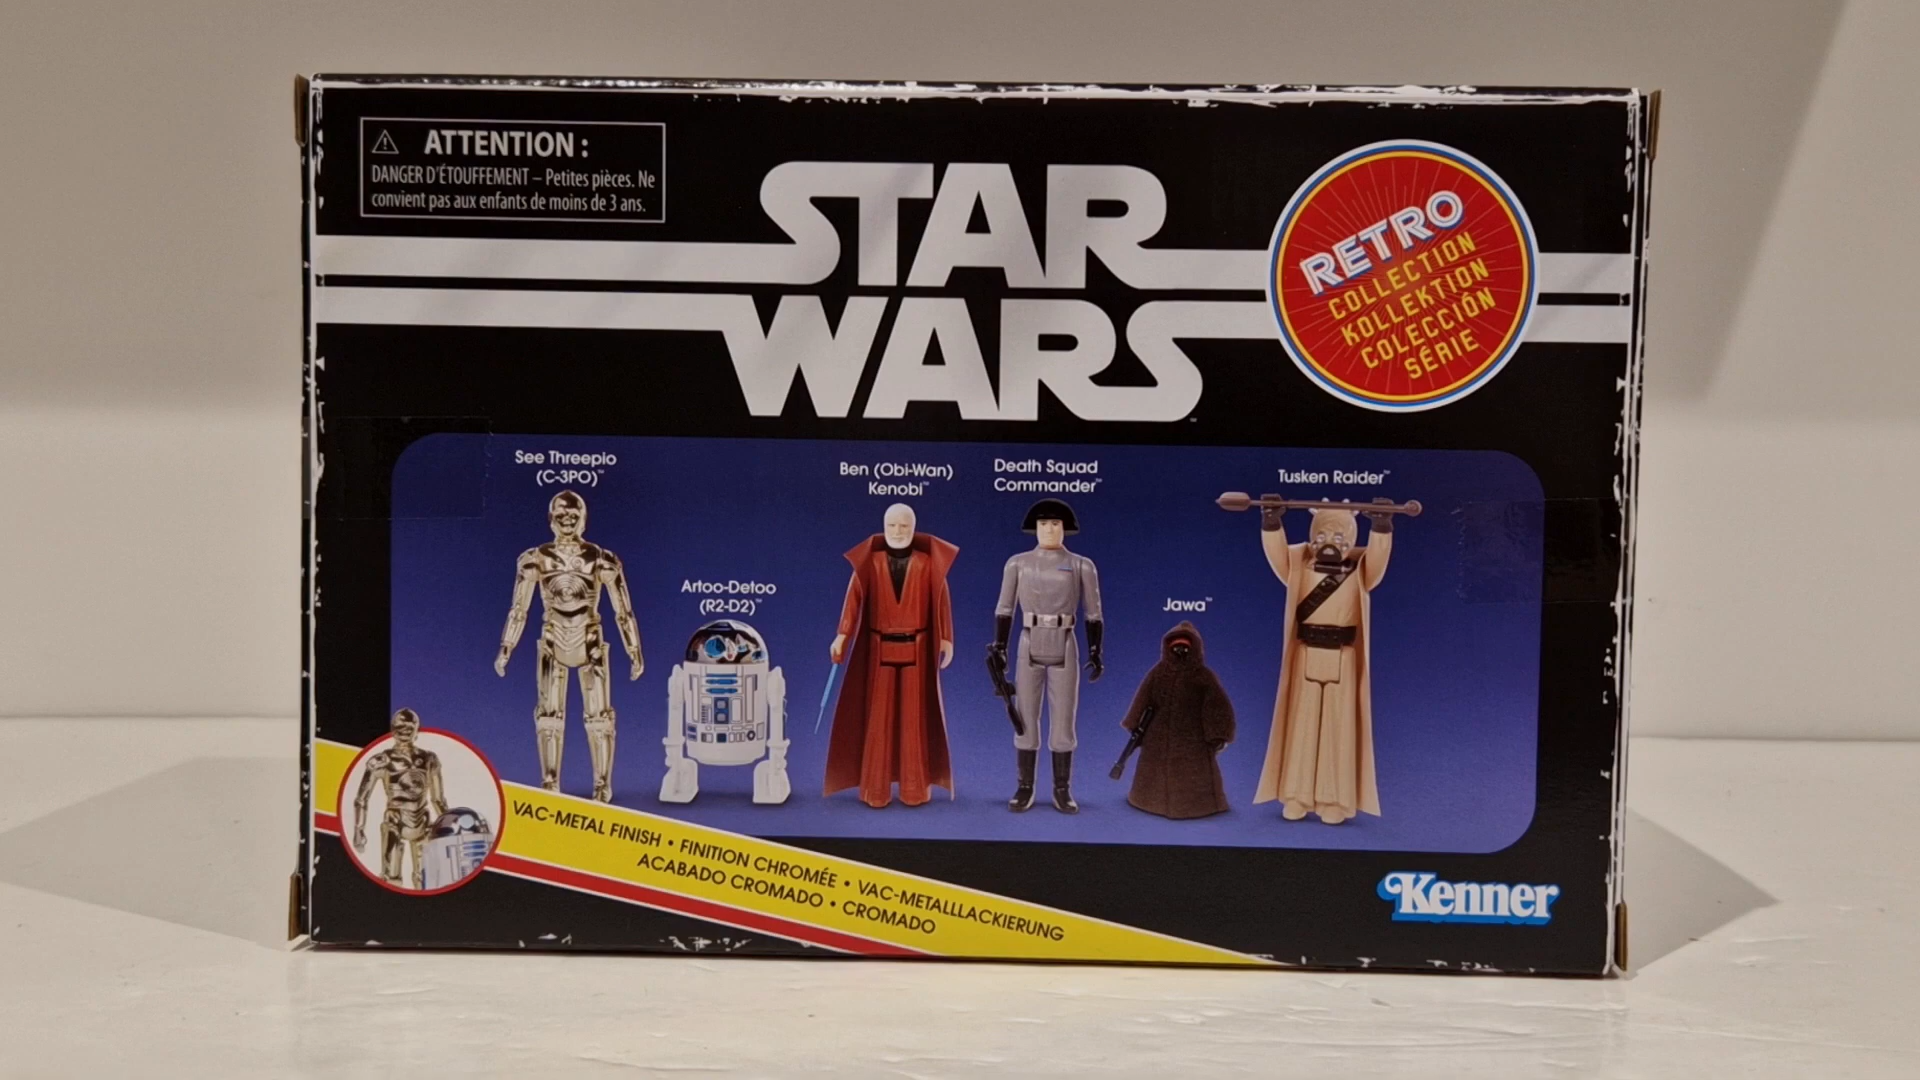 ⚠ ATTENTION :
DANGER D'ÉTOUFFEMENT – Petites pièces. Ne
convient pas aux enfants de moins de 3 ans.
STAR
WARS™
RETRO
COLLECTION
KOLLEKTION
COLECCIÓN
SÉRIE
See Threepio
(C-3PO)™
Artoo-Detoo
(R2-D2)™
Ben (Obi-Wan)
Kenobi™
Death Squad
Commander™
Jawa™
Tusken Raider™
VAC-METAL FINISH • FINITION CHROMÉE • VAC-METALLLACKIERUNG
ACABADO CROMADO • CROMADO
Kenner